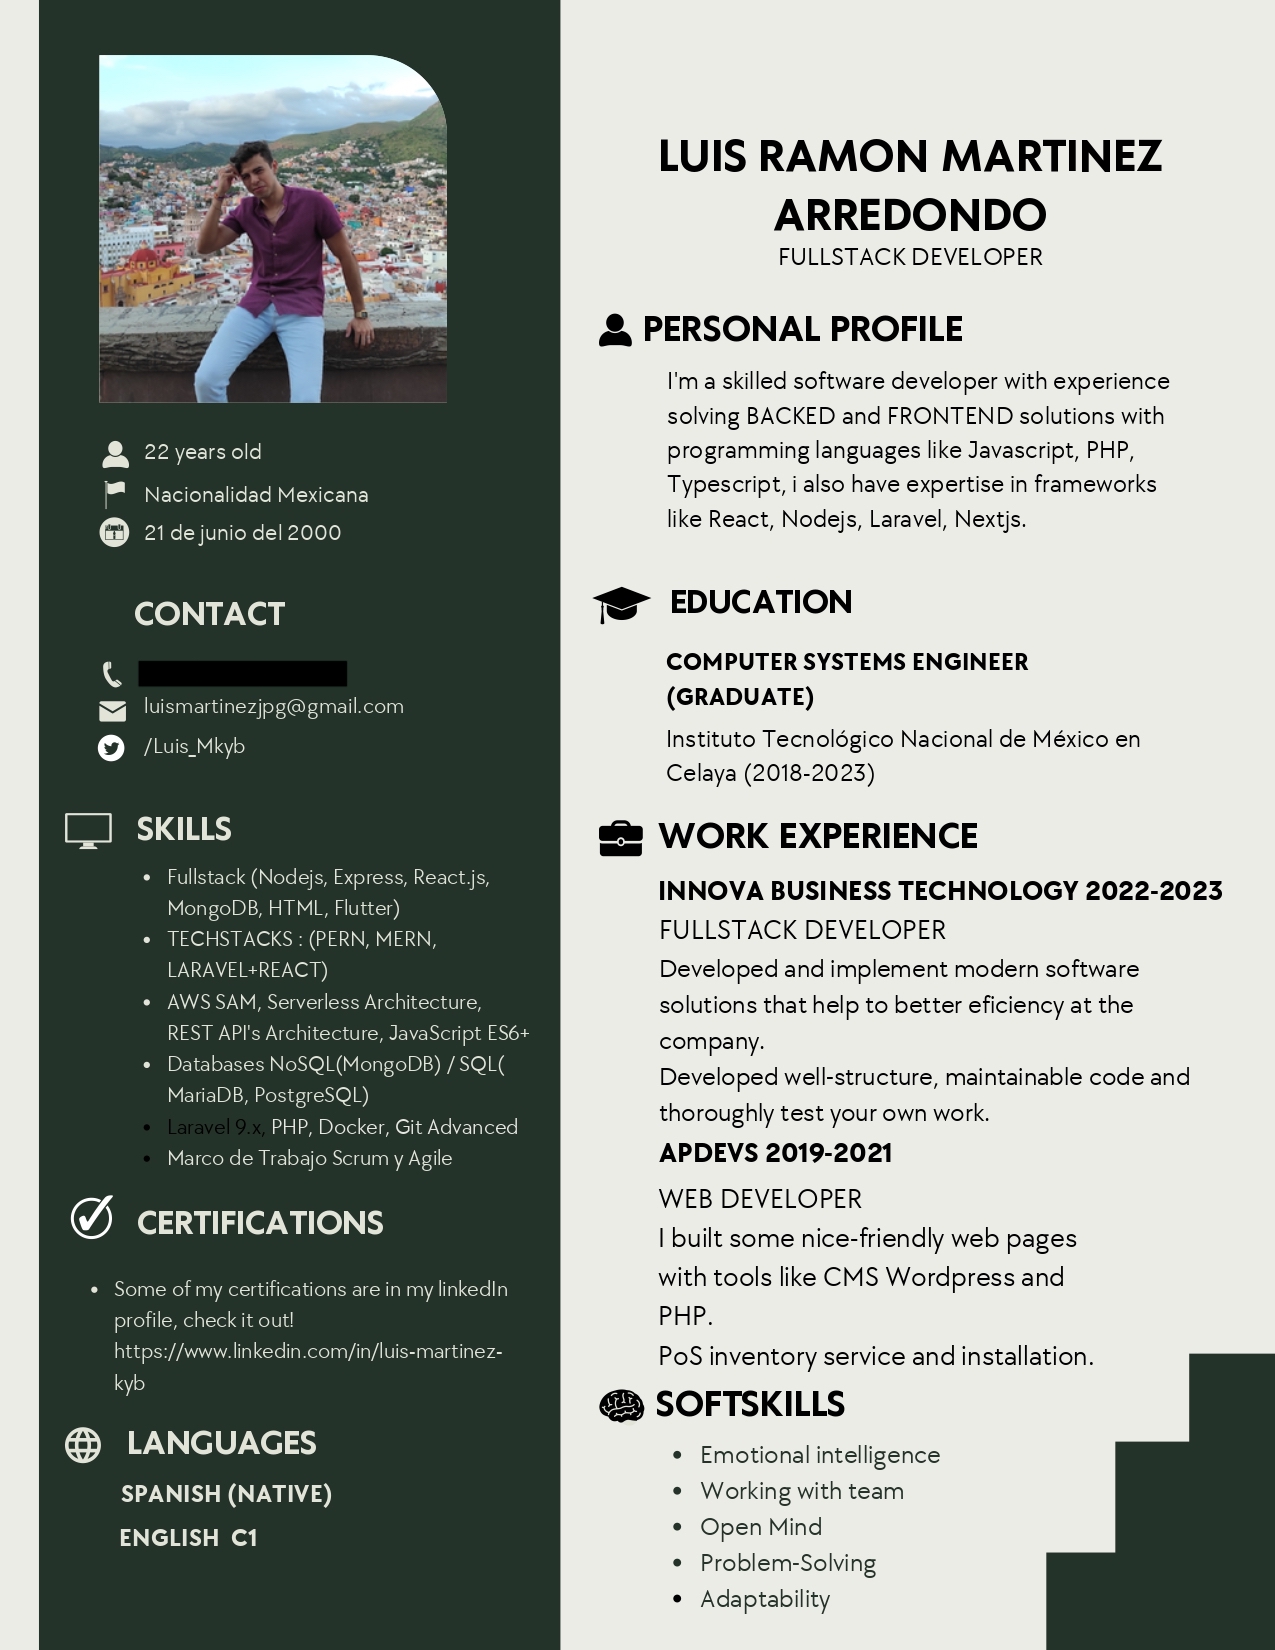 22 years old
Nacionalidad Mexicana
21 de junio del 2000
CONTACT
luismartinezjpg@gmail.com
/Luis_Mkyb
SKILLS
• Fullstack (Nodejs, Express, React.js,
MongoDB, HTML, Flutter)
• TECHSTACKS : (PERN, MERN,
LARAVEL+REACT)
• AWS SAM, Serverless Architecture,
REST API's Architecture, JavaScript ES6+
• Databases NoSQL(MongoDB) / SQL(
MariaDB, PostgreSQL)
• Laravel 9.x, PHP, Docker, Git Advanced
• Marco de Trabajo Scrum y Agile
CERTIFICATIONS
• Some of my certifications are in my linkedIn
profile, check it out!
https://www.linkedin.com/in/luis-martinez-
kyb
LANGUAGES
SPANISH (NATIVE)
ENGLISH C1
LUIS RAMON MARTINEZ
ARREDONDO
FULLSTACK DEVELOPER
PERSONAL PROFILE
I'm a skilled software developer with experience
solving BACKED and FRONTEND solutions with
programming languages like Javascript, PHP,
Typescript, i also have expertise in frameworks
like React, Nodejs, Laravel, Nextjs.
EDUCATION
COMPUTER SYSTEMS ENGINEER
(GRADUATE)
Instituto Tecnológico Nacional de México en
Celaya (2018-2023)
WORK EXPERIENCE
INNOVA BUSINESS TECHNOLOGY 2022-2023
FULLSTACK DEVELOPER
Developed and implement modern software
solutions that help to better eficiency at the
company.
Developed well-structure, maintainable code and
thoroughly test your own work.
APDEVS 2019-2021
WEB DEVELOPER
I built some nice-friendly web pages
with tools like CMS Wordpress and
PHP.
PoS inventory service and installation.
SOFTSKILLS
• Emotional intelligence
• Working with team
• Open Mind
• Problem-Solving
• Adaptability